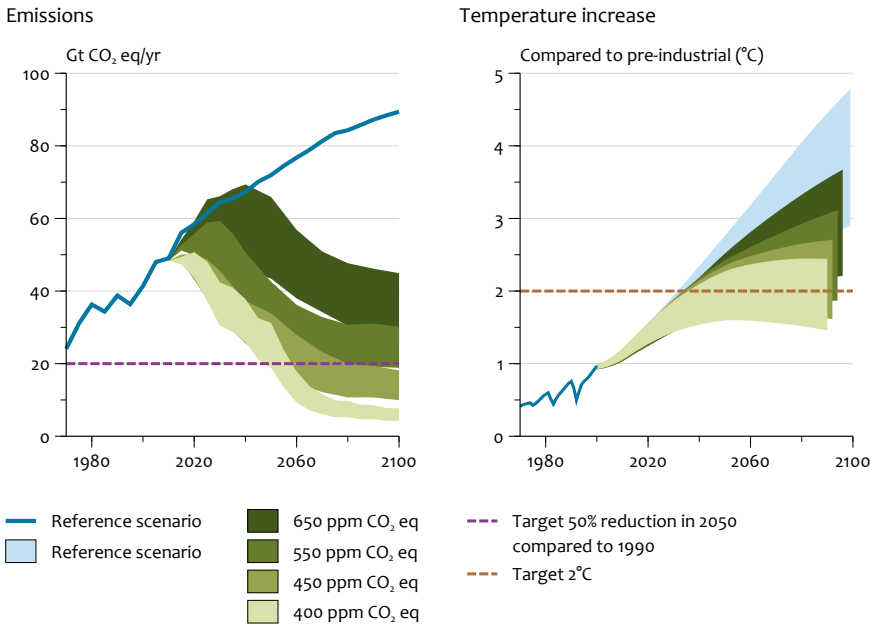 Emissions
Gt CO₂ eq/yr
100
80
60
40
20
0
1980
2020
2060
2100
Temperature increase
Compared to pre-industrial (°C)
5
4
3
2
1
0
1980
2020
2060
2100
Reference scenario
Reference scenario
650 ppm CO₂ eq
550 ppm CO₂ eq
450 ppm CO₂ eq
400 ppm CO₂ eq
Target 50% reduction in 2050
compared to 1990
Target 2°C